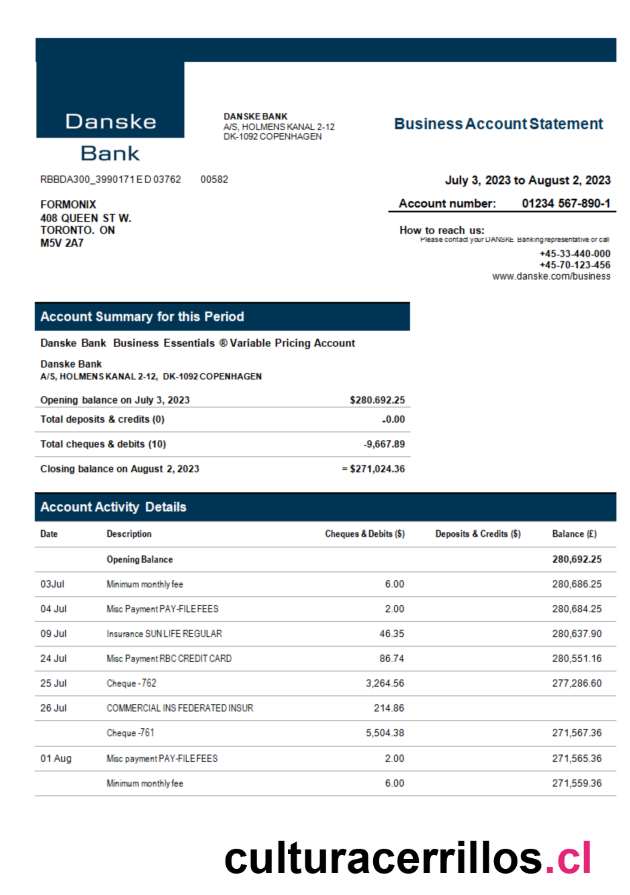 Danske
Bank
DANSKE BANK
A/S, HOLMENS KANAL 2-12
DK-1092 COPENHAGEN
Business Account Statement
RBBDA300_3990171 E D 03762 00582
July 3, 2023 to August 2, 2023
FORMONIX
408 QUEEN ST W.
TORONTO. ON
M5V 2A7
Account number: 01234 567-890-1
How to reach us:
Please contact your DANSKE Banking representative or call
+45-33-440-000
+45-70-123-456
www.danske.com/business
Account Summary for this Period
Danske Bank Business Essentials ® Variable Pricing Account
Danske Bank
A/S, HOLMENS KANAL 2-12, DK-1092 COPENHAGEN
Opening balance on July 3, 2023 $280.692.25
Total deposits & credits (0) .0.00
Total cheques & debits (10) -9,667.89
Closing balance on August 2, 2023 = $271,024.36
Account Activity Details
Date Description Cheques & Debits ($) Deposits & Credits ($) Balance (£)
Opening Balance 280,692.25
03Jul Minimum monthly fee 6.00 280,686.25
04 Jul Misc Payment PAY-FILE FEES 2.00 280,684.25
09 Jul Insurance SUN LIFE REGULAR 46.35 280,637.90
24 Jul Misc Payment RBC CREDIT CARD 86.74 280,551.16
25 Jul Cheque -762 3,264.56 277,286.60
26 Jul COMMERCIAL INS FEDERATED INSUR 214.86
Cheque -761 5,504.38 271,567.36
01 Aug Misc payment PAY-FILE FEES 2.00 271,565.36
Minimum monthly fee 6.00 271,559.36
culturacerrillos.cl